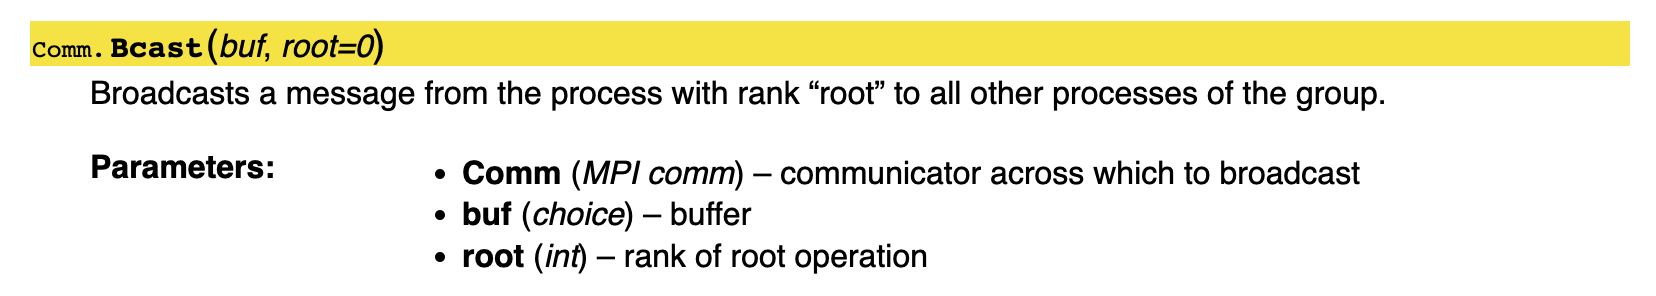 Comm.Bcast(buf, root=0)
Broadcasts a message from the process with rank “root” to all other processes of the group.
Parameters:
• Comm (MPI comm) – communicator across which to broadcast
• buf (choice) – buffer
• root (int) – rank of root operation